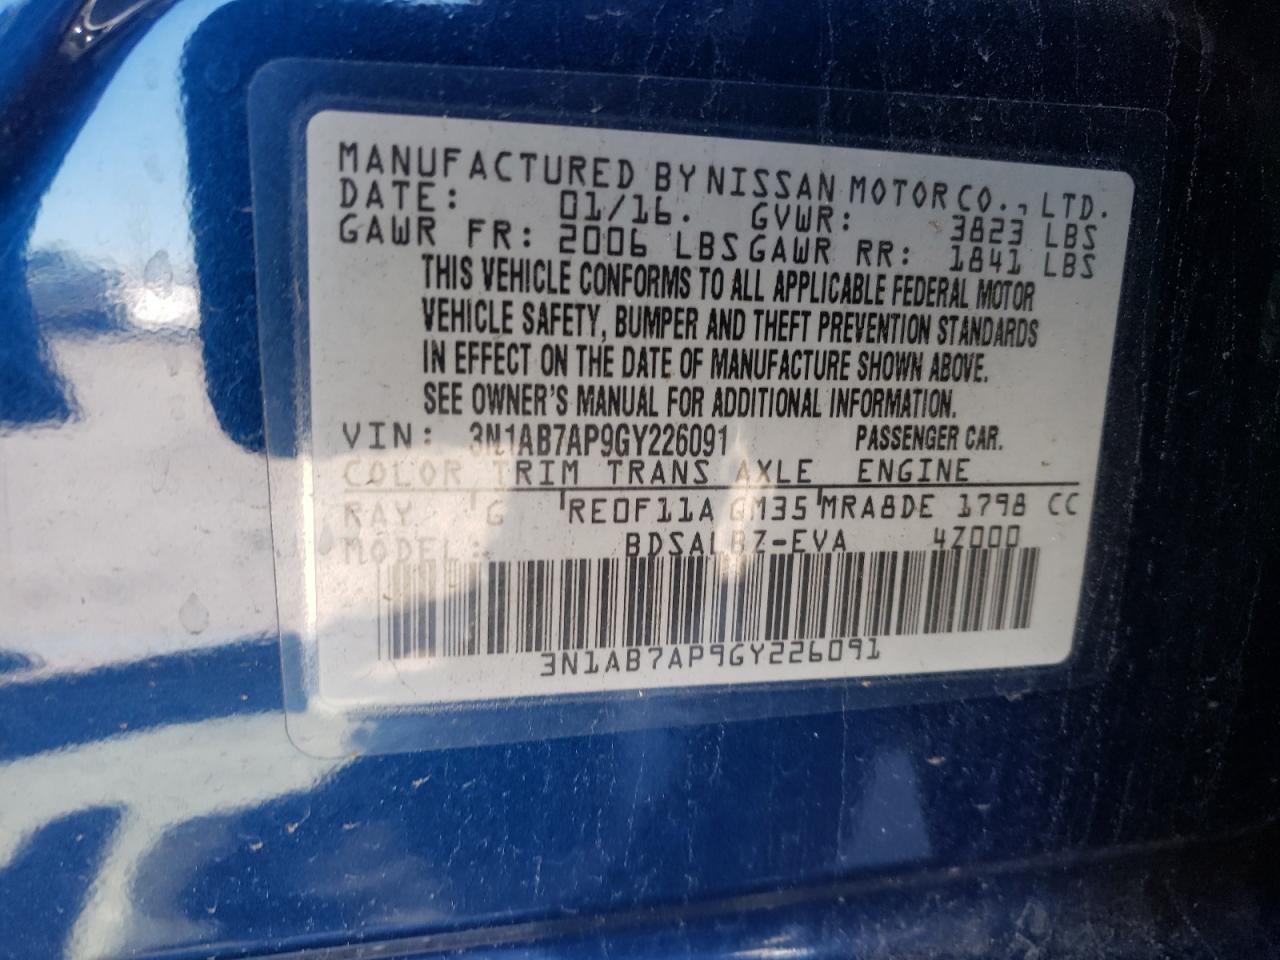 MANUFACTURED BY NISSAN MOTOR CO., LTD.
DATE: 01/16. GVWR: 3823 LBS
GAWR FR: 2006 LBS GAWR RR: 1841 LBS
THIS VEHICLE CONFORMS TO ALL APPLICABLE FEDERAL MOTOR
VEHICLE SAFETY, BUMPER AND THEFT PREVENTION STANDARDS
IN EFFECT ON THE DATE OF MANUFACTURE SHOWN ABOVE.
SEE OWNER'S MANUAL FOR ADDITIONAL INFORMATION.
VIN: 3N1AB7AP9GY226091 PASSENGER CAR.
COLOR TRIM TRANS AXLE ENGINE
RAY G RE0F11A GM35 MRA8DE 1798 CC
MODEL: BDSALBZ-EVA 4Z000
3N1AB7AP9GY226091